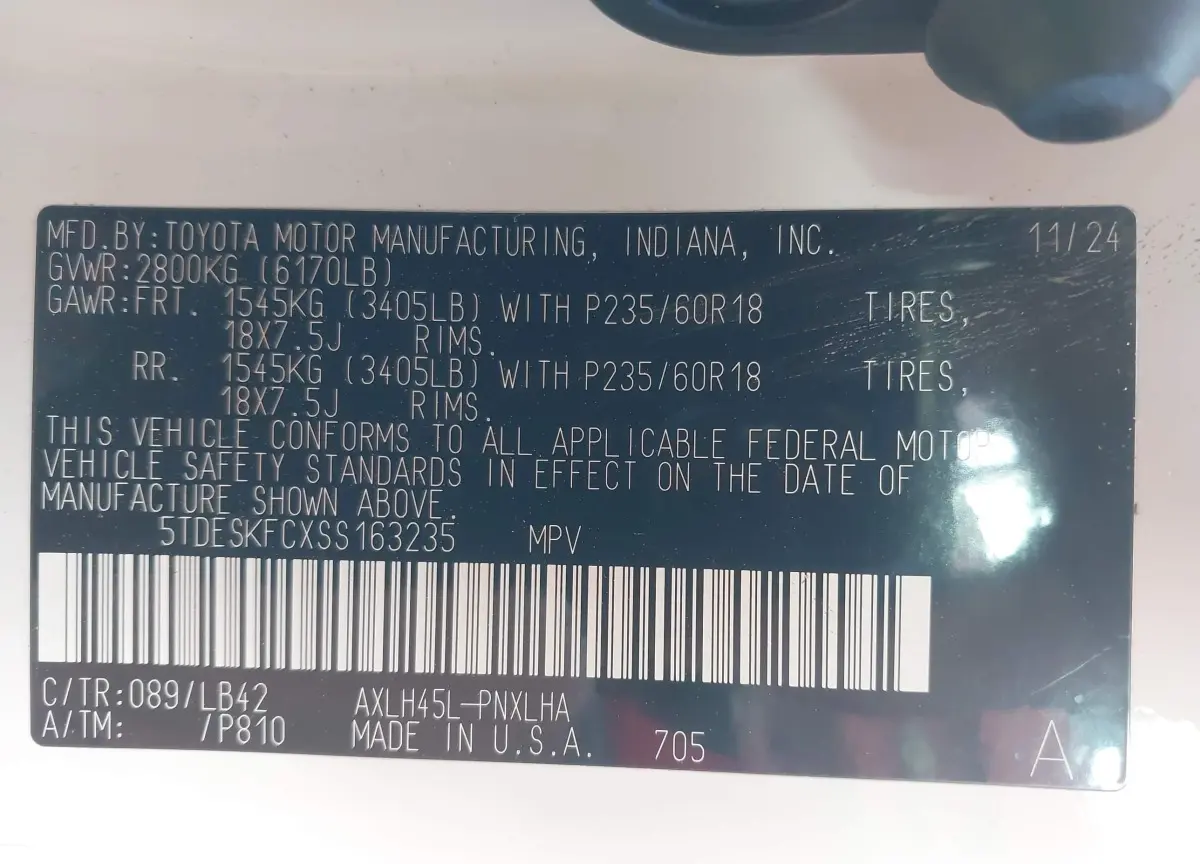 MFD.BY:TOYOTA MOTOR MANUFACTURING, INDIANA, INC. 11/24
GVWR:2800KG (6170LB)
GAWR:FRT. 1545KG (3405LB) WITH P235/60R18 TIRES,
18X7.5J RIMS.
RR. 1545KG (3405LB) WITH P235/60R18 TIRES,
18X7.5J RIMS.
THIS VEHICLE CONFORMS TO ALL APPLICABLE FEDERAL MOTOR
VEHICLE SAFETY STANDARDS IN EFFECT ON THE DATE OF
MANUFACTURE SHOWN ABOVE.
5TDESKFCXSS163235 MPV
C/TR:089/LB42 AXLH45L-PNXLHA
A/TM: /P810 MADE IN U.S.A. 705 A